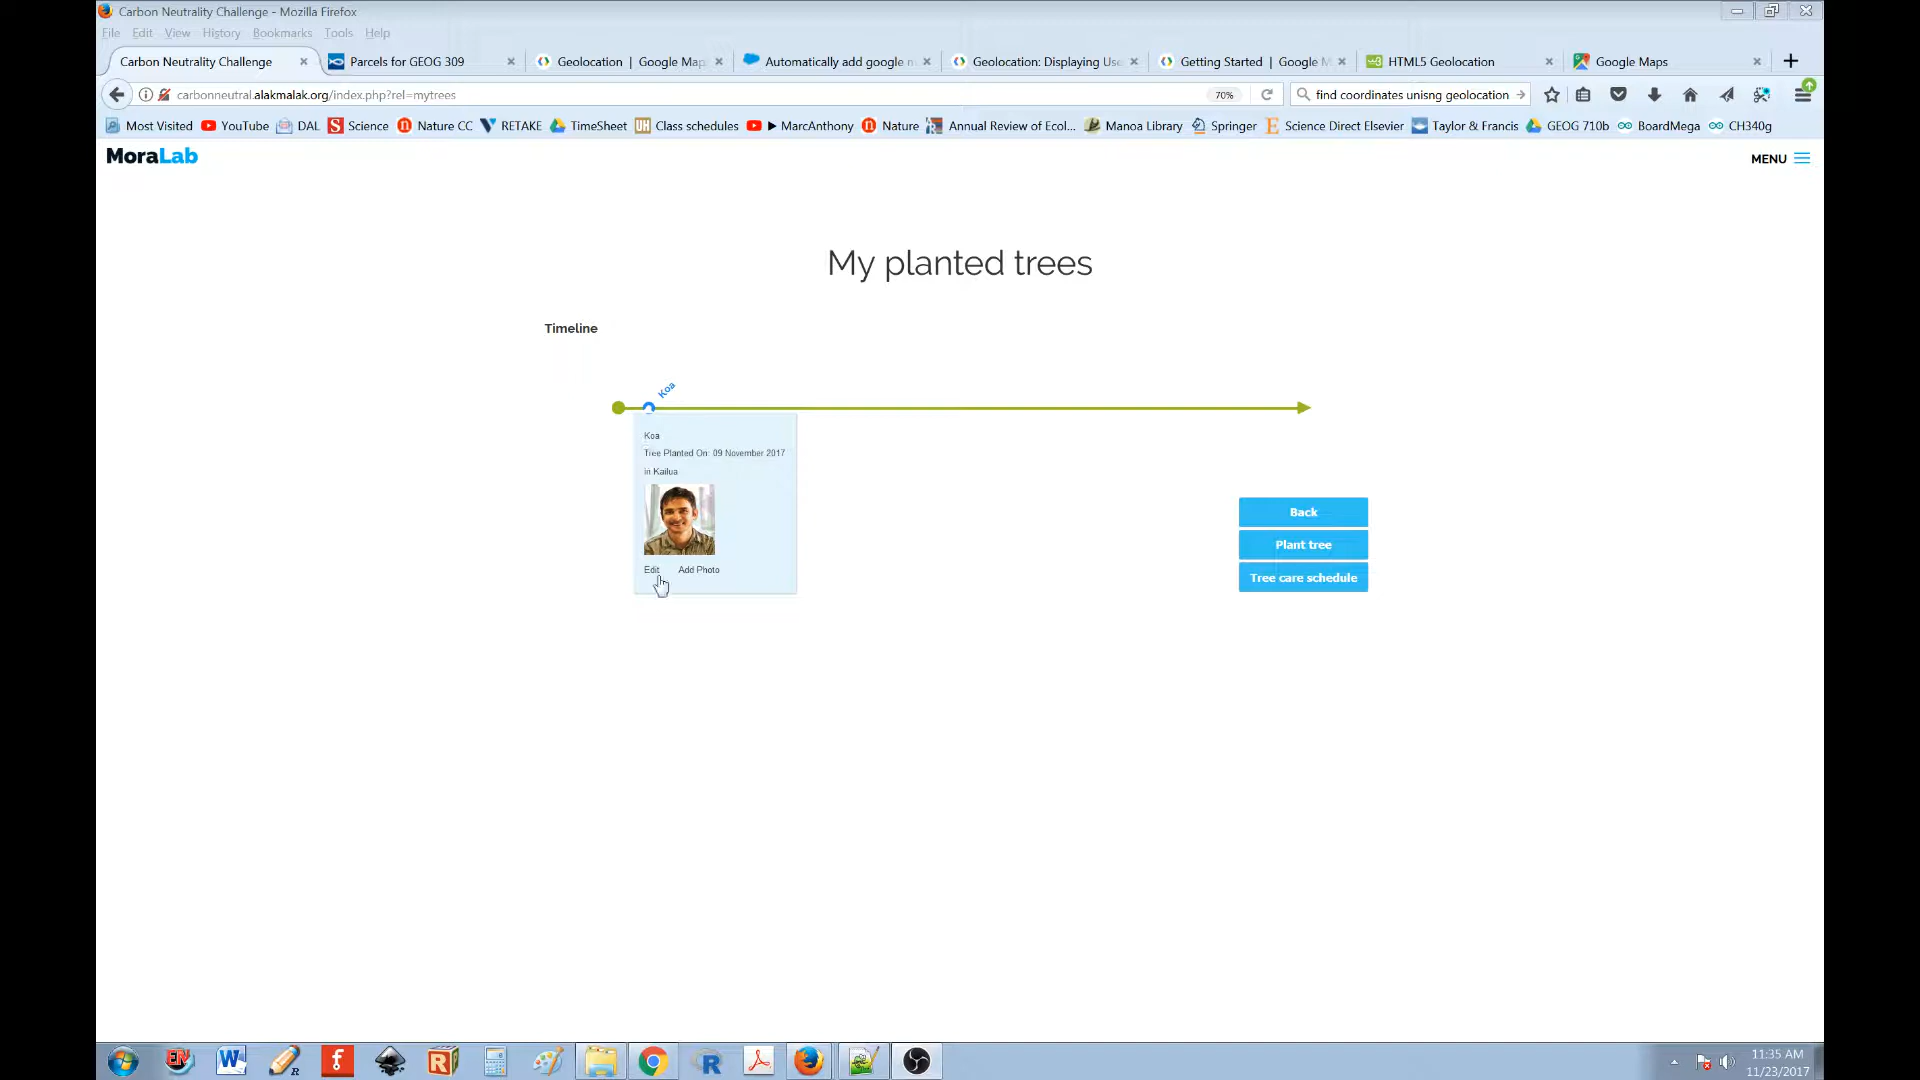 Carbon Neutrality Challenge - Mozilla Firefox
File Edit View History Bookmarks Tools Help
Carbon Neutrality Challenge Parcels for GEOG 309 Geolocation | Google Map Automatically add google Geolocation: Displaying Use Getting Started | Google M HTML5 Geolocation Google Maps
carbonneutral.alakmalak.org/index.php?rel=mytrees 70% find coordinates unisng geolocation
Most Visited YouTube DAL Science Nature CC RETAKE TimeSheet Class schedules ▶ MarcAnthony Nature Annual Review of Ecol... Manoa Library Springer Science Direct Elsevier Taylor & Francis GEOG 710b BoardMega CH340g
MoraLab MENU
My planted trees
Timeline
Koa
Koa
Tree Planted On: 09 November 2017
in Kailua
Edit Add Photo
Back
Plant tree
Tree care schedule
11:35 AM
11/23/2017